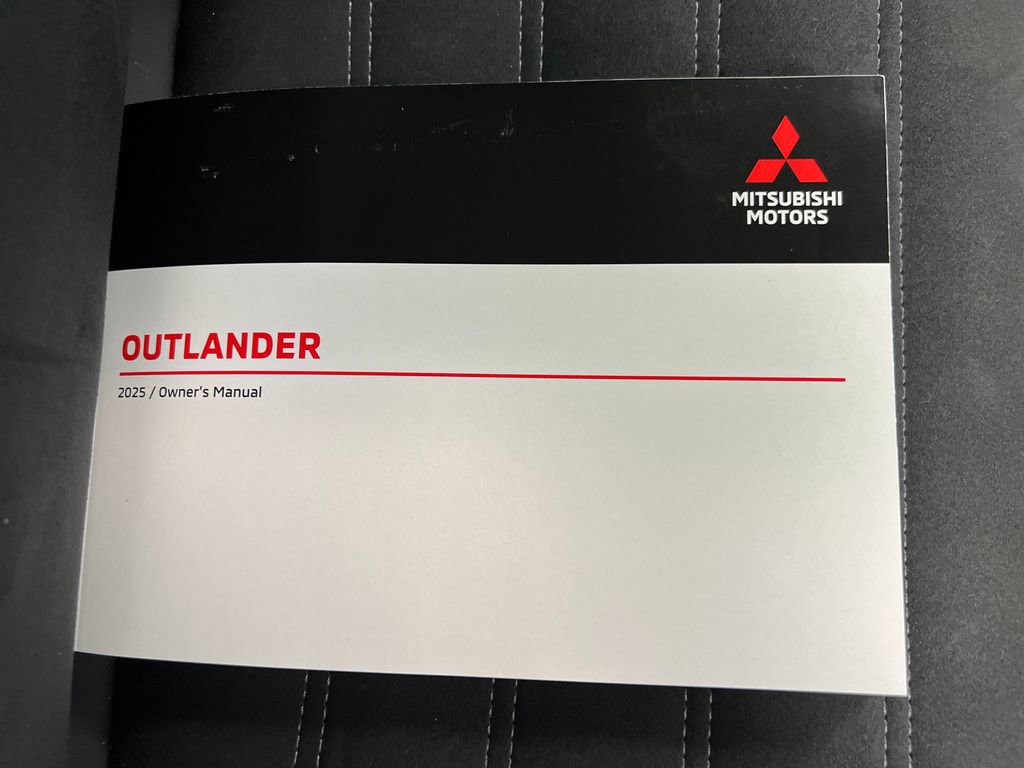 MITSUBISHI
MOTORS
OUTLANDER
2025 / Owner's Manual